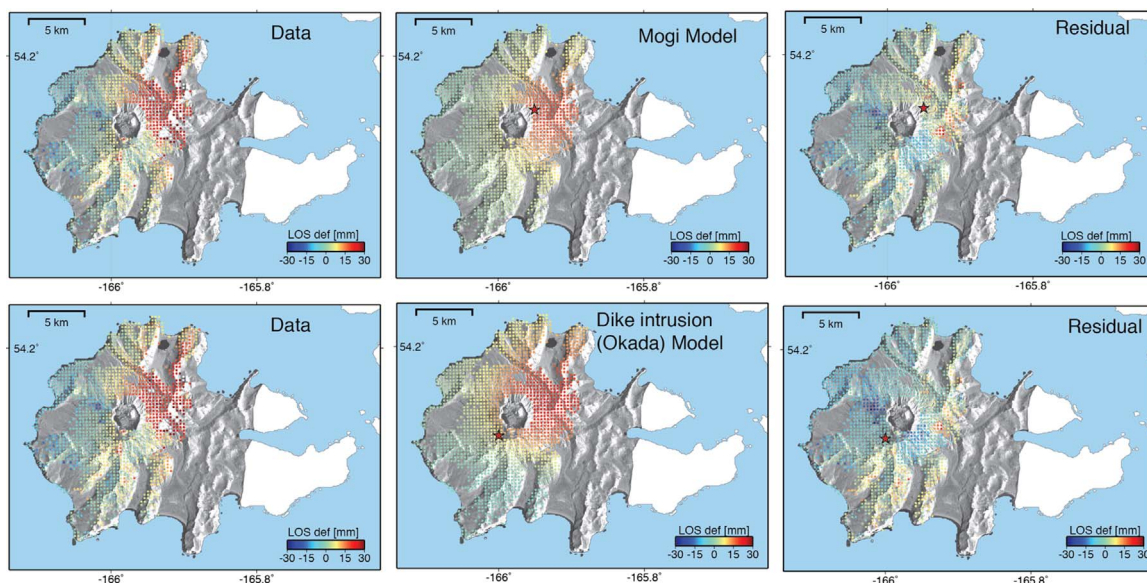 5 km
Data
54.2°
LOS def [mm]
-30 -15 0 15 30
-166° -165.8°
5 km
Mogi Model
LOS def [mm]
-30 -15 0 15 30
-166° -165.8°
5 km
Residual
54.2°
LOS def [mm]
-30 -15 0 15 30
-166° -165.8°
5 km
Data
54.2°
LOS def [mm]
-30 -15 0 15 30
-166° -165.8°
5 km
Dike intrusion
(Okada) Model
LOS def [mm]
-30 -15 0 15 30
-166° -165.8°
5 km
Residual
54.2°
LOS def [mm]
-30 -15 0 15 30
-166° -165.8°